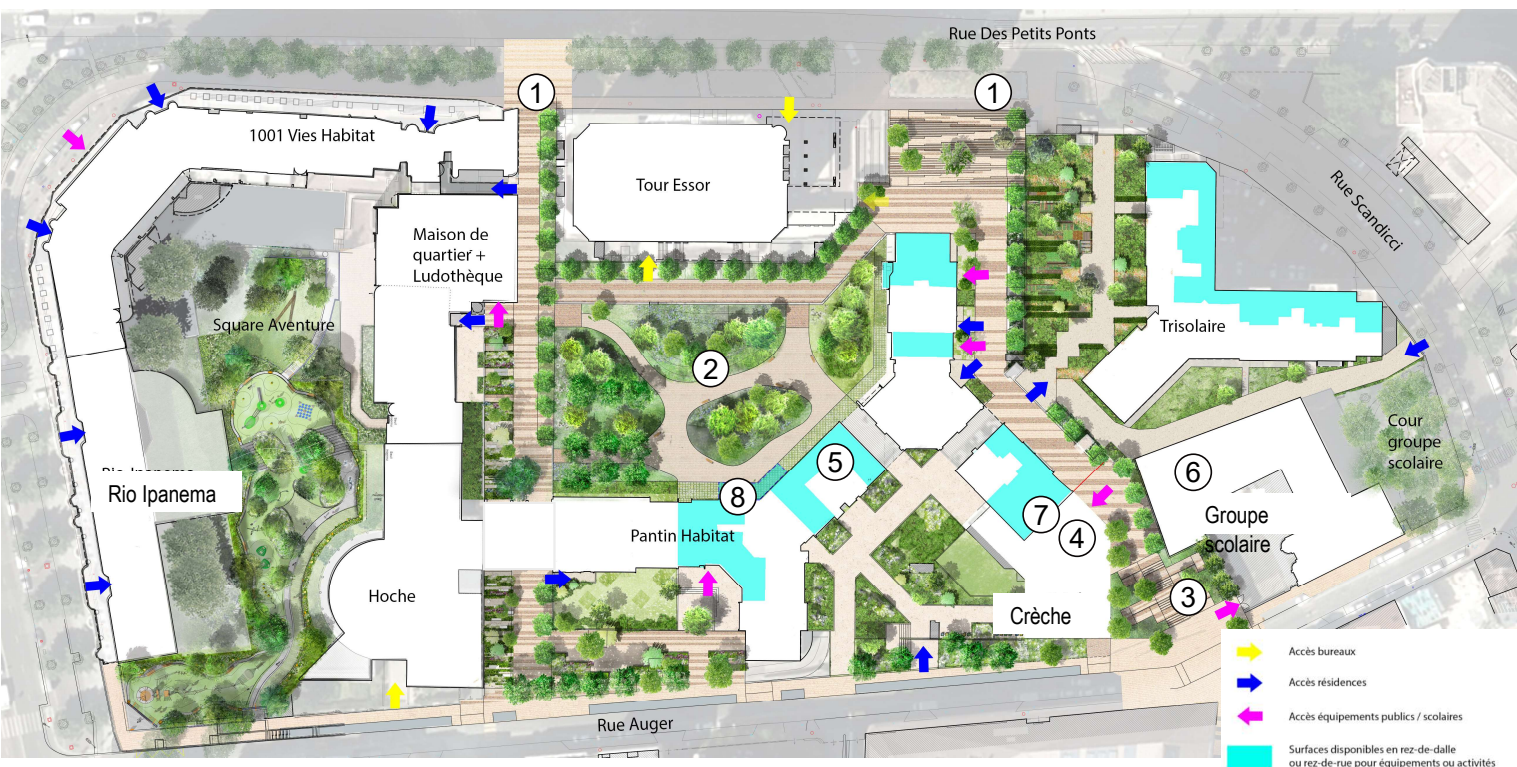 Rue Des Petits Ponts
1
1
1001 Vies Habitat
Tour Essor
Rue Scandicci
Maison de
quartier +
Ludothèque
Square Aventure
Trisolaire
2
Cour
groupe
scolaire
5
6
Rio Ipanema
8
7
Groupe
scolaire
Pantin Habitat
4
Hoche
3
Crèche
Rue Auger
Accès bureaux
Accès résidences
Accès équipements publics / scolaires
Surfaces disponibles en rez-de-dalle
ou rez-de-rue pour équipements ou activités